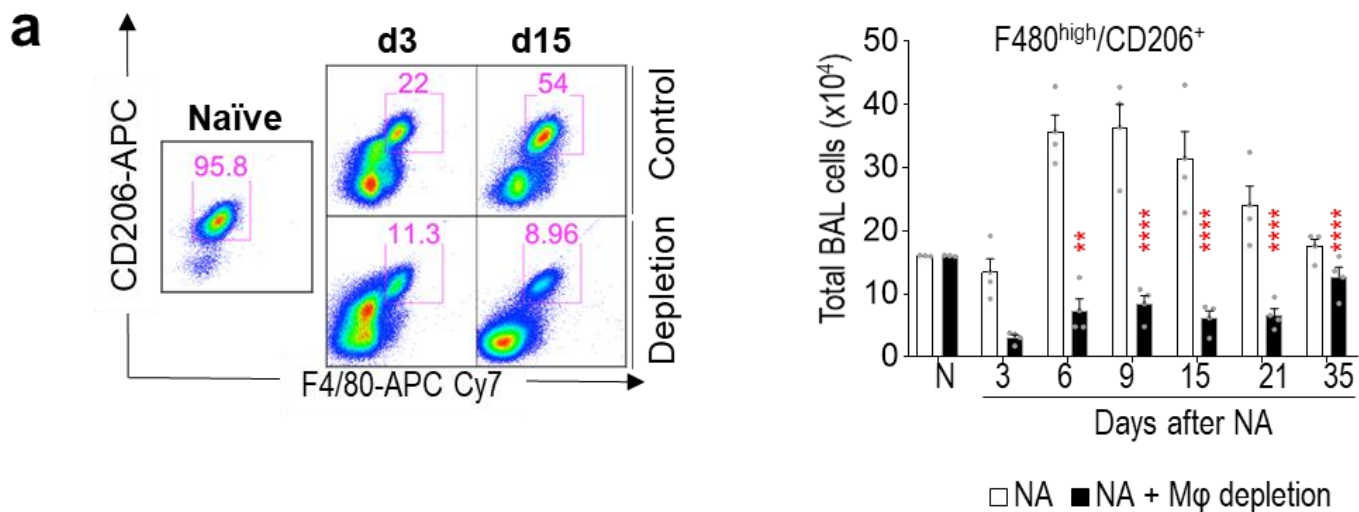 a
d3
d15
Naïve
95.8
22
54
11.3
8.96
Control
Depletion
CD206-APC
F4/80-APC Cy7
F480high/CD206+
Total BAL cells (x10⁴)
50
40
30
20
10
0
**
****
****
****
****
N 3 6 9 15 21 35
Days after NA
NA NA + Mφ depletion